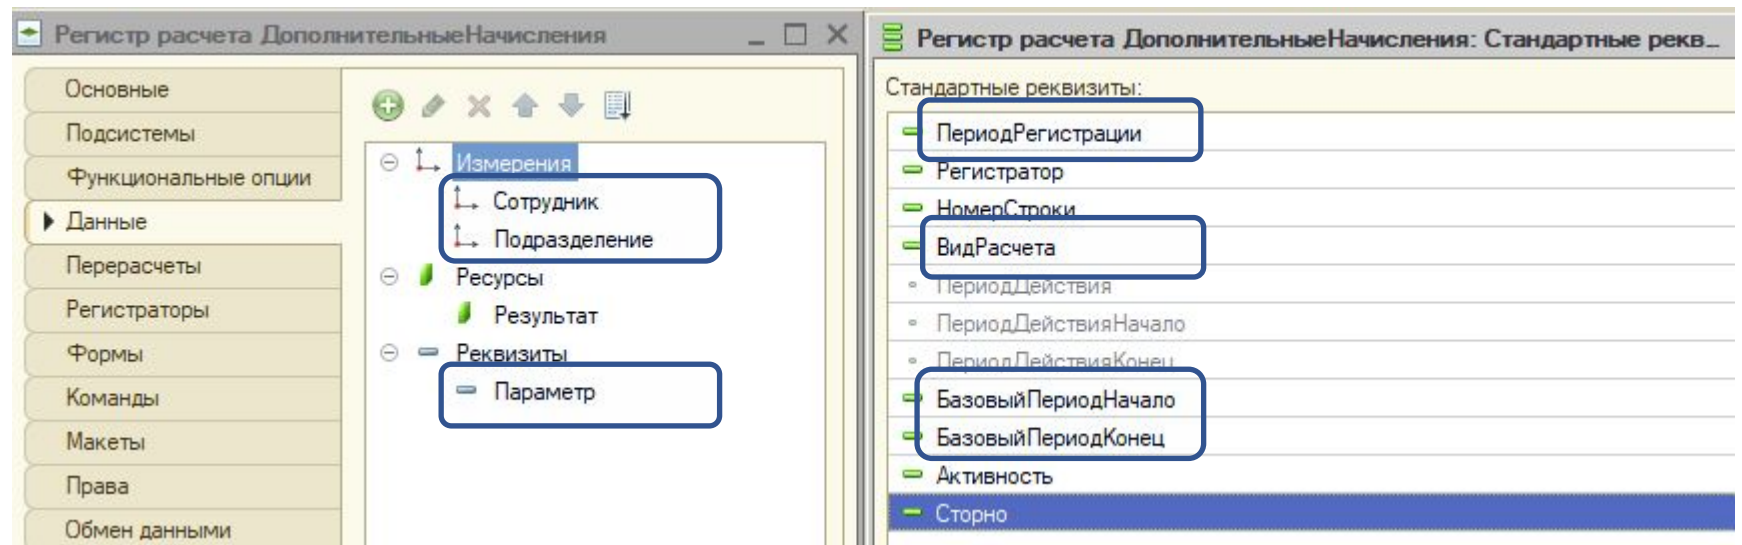 Регистр расчета ДополнительныеНачисления
Основные
Подсистемы
Функциональные опции
Данные
Перерасчеты
Регистраторы
Формы
Команды
Макеты
Права
Обмен данными
Измерения
Сотрудник
Подразделение
Ресурсы
Результат
Реквизиты
Параметр
Регистр расчета ДополнительныеНачисления: Стандартные рекв...
Стандартные реквизиты:
ПериодРегистрации
Регистратор
НомерСтроки
ВидРасчета
ПериодДействия
ПериодДействияНачало
ПериодДействияКонец
БазовыйПериодНачало
БазовыйПериодКонец
Активность
Сторно